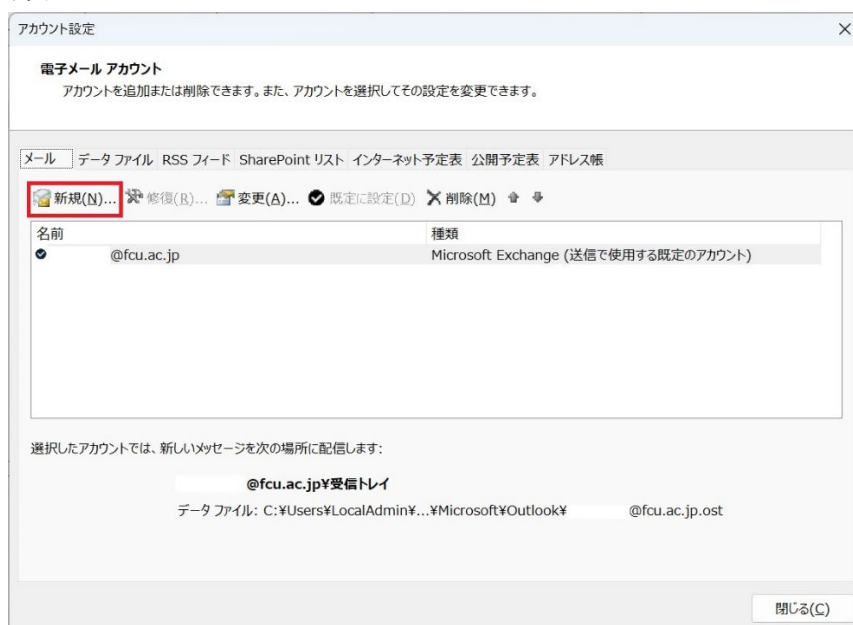 アカウント設定
電子メール アカウント
アカウントを追加または削除できます。また、アカウントを選択してその設定を変更できます。
メール データ ファイル RSS フィード SharePoint リスト インターネット予定表 公開予定表 アドレス帳
新規(N)... 修復(R)... 変更(A)... 既定に設定(D) 削除(M)
名前 種類
@fcu.ac.jp Microsoft Exchange (送信で使用する既定のアカウント)
選択したアカウントでは、新しいメッセージを次の場所に配信します:
@fcu.ac.jp¥受信トレイ
データ ファイル: C:¥Users¥LocalAdmin¥...¥Microsoft¥Outlook¥ @fcu.ac.jp.ost
閉じる(C)